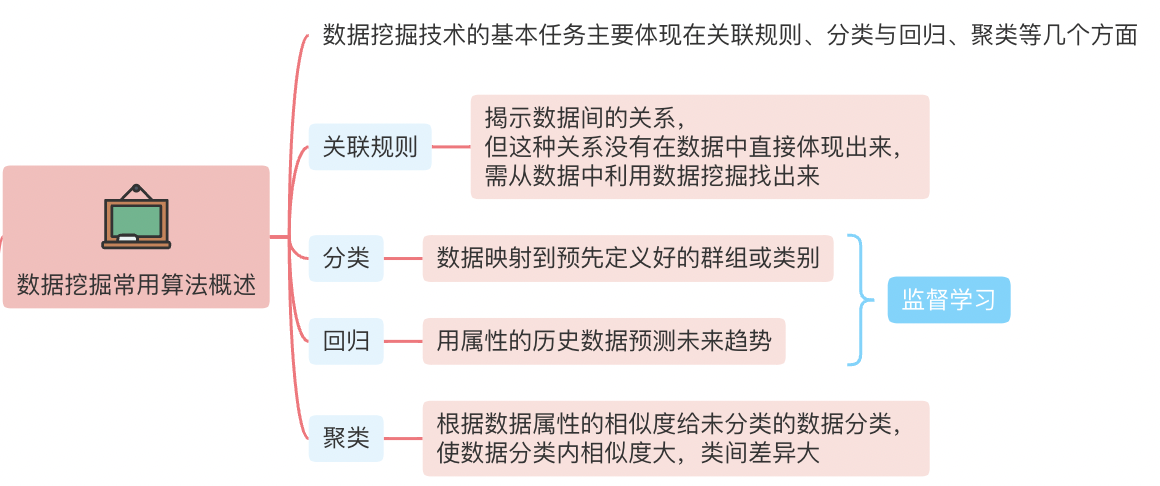 数据挖掘技术的基本任务主要体现在关联规则、分类与回归、聚类等几个方面
揭示数据间的关系，
关联规则
但这种关系没有在数据中直接体现出来，
需从数据中利用数据挖掘找出来
分类
数据映射到预先定义好的群组或类别
数据挖掘常用算法概述
监督学习
回归
用属性的历史数据预测未来趋势
聚类
根据数据属性的相似度给未分类的数据分类，
使数据分类内相似度大，类间差异大